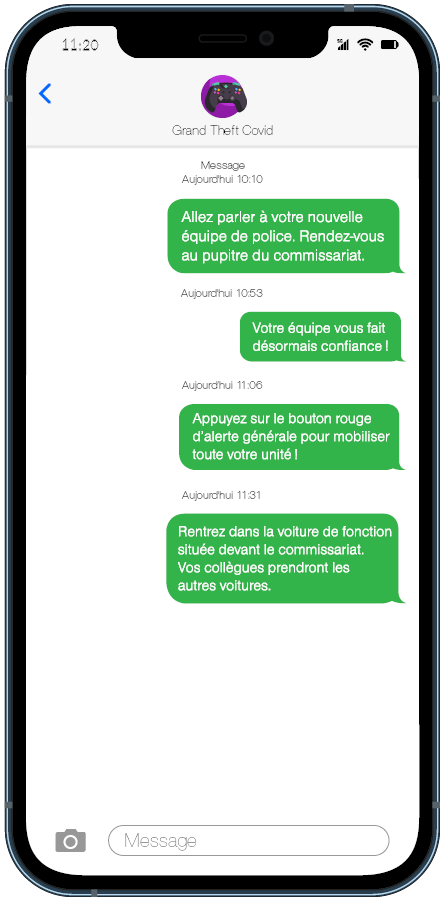 11:20
5G
Grand Theft Covid
Message
Aujourd'hui 10:10
Allez parler à votre nouvelle
équipe de police. Rendez-vous
au pupitre du commissariat.
Aujourd'hui 10:53
Votre équipe vous fait
désormais confiance !
Aujourd'hui 11:06
Appuyez sur le bouton rouge
d'alerte générale pour mobiliser
toute votre unité !
Aujourd'hui 11:31
Rentrez dans la voiture de fonction
située devant le commissariat.
Vos collègues prendront les
autres voitures.
Message